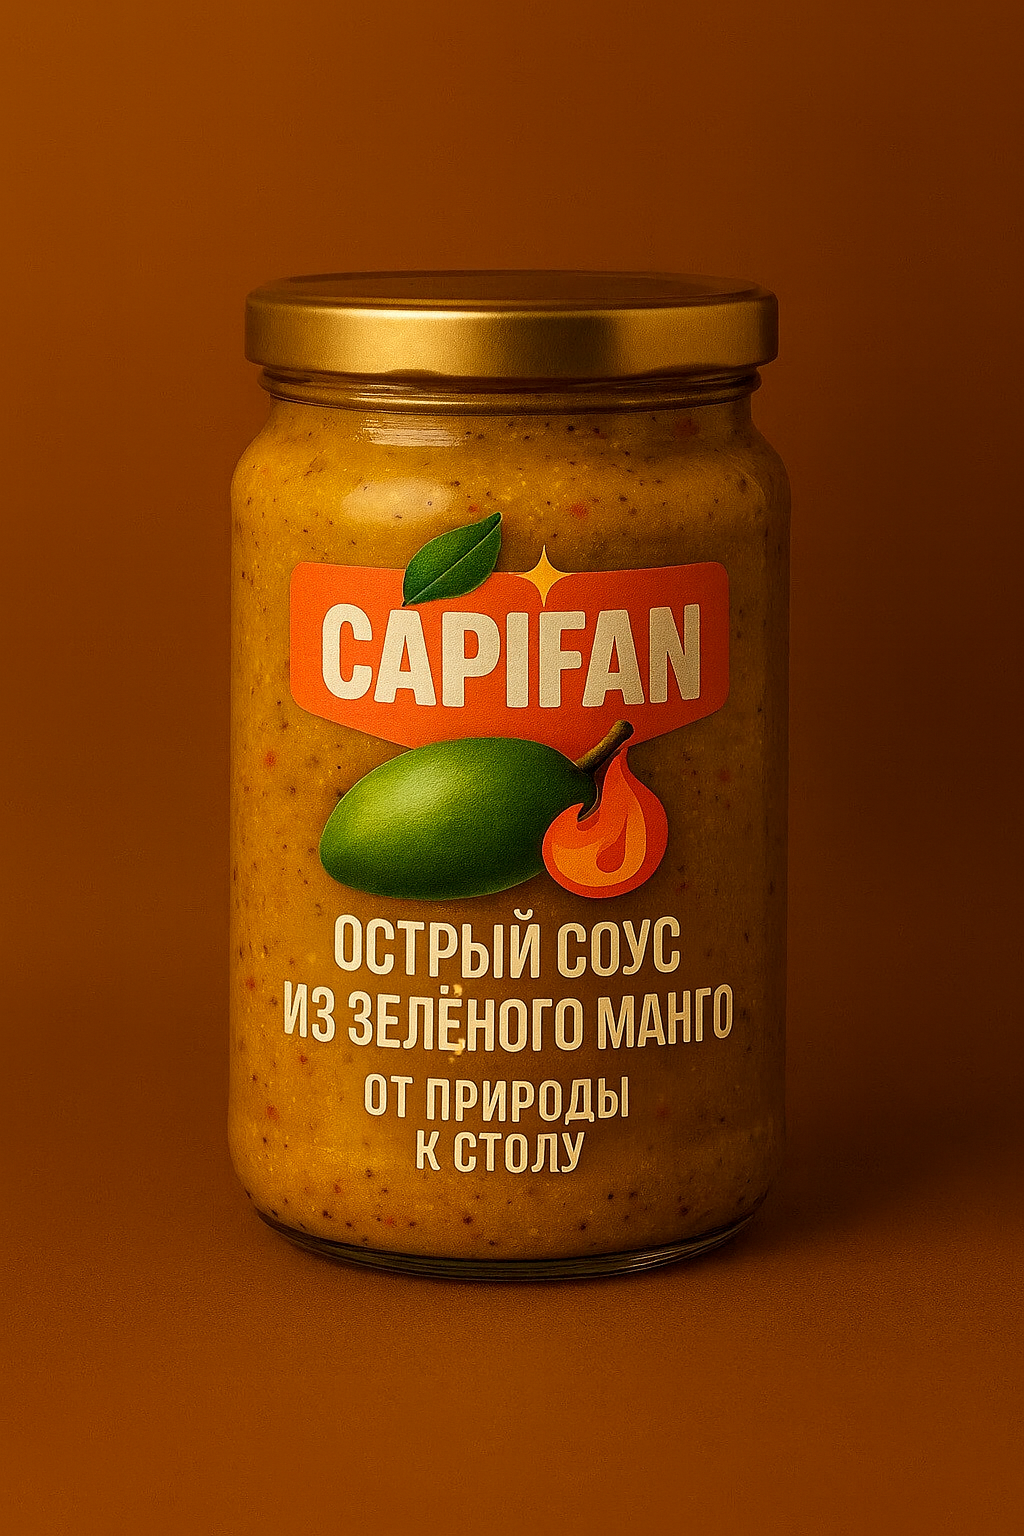 CAPIFAN
ОСТРЫЙ СОУС
ИЗ ЗЕЛЁНОГО МАНГО
ОТ ПРИРОДЫ
К СТОЛУ